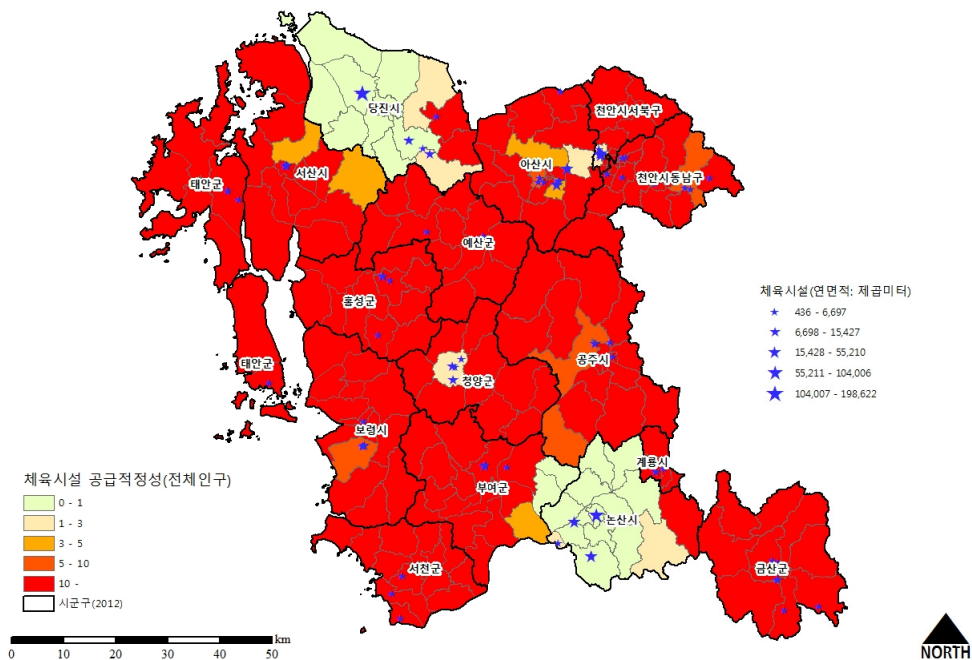 당진시
천안시서북구
아산시
천안시동남구
서산시
태안군
예산군
홍성군
체육시설(연면적: 제곱미터)
436 - 6,697
6,698 - 15,427
15,428 - 55,210
55,211 - 104,006
104,007 - 198,622
공주시
태안군
청양군
보령시
계룡시
부여군
논산시
서천군
금산군
체육시설 공급적정성(전체인구)
0 - 1
1 - 3
3 - 5
5 - 10
10 -
시군구(2012)
km
0 10 20 30 40 50
NORTH